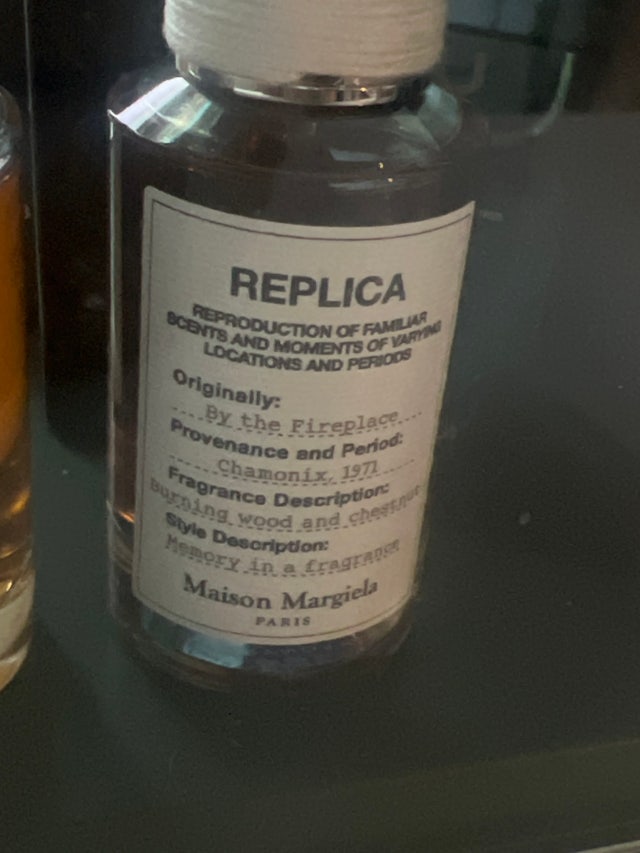 REPLICA
REPRODUCTION OF FAMILIAR
SCENTS AND MOMENTS OF VARYING
LOCATIONS AND PERIODS
Originally:
By the Fireplace
Provenance and Period:
Chamonix, 1971
Fragrance Description:
Burning wood and chestnut
Style Description:
Memory in a fragrance
Maison Margiela
PARIS